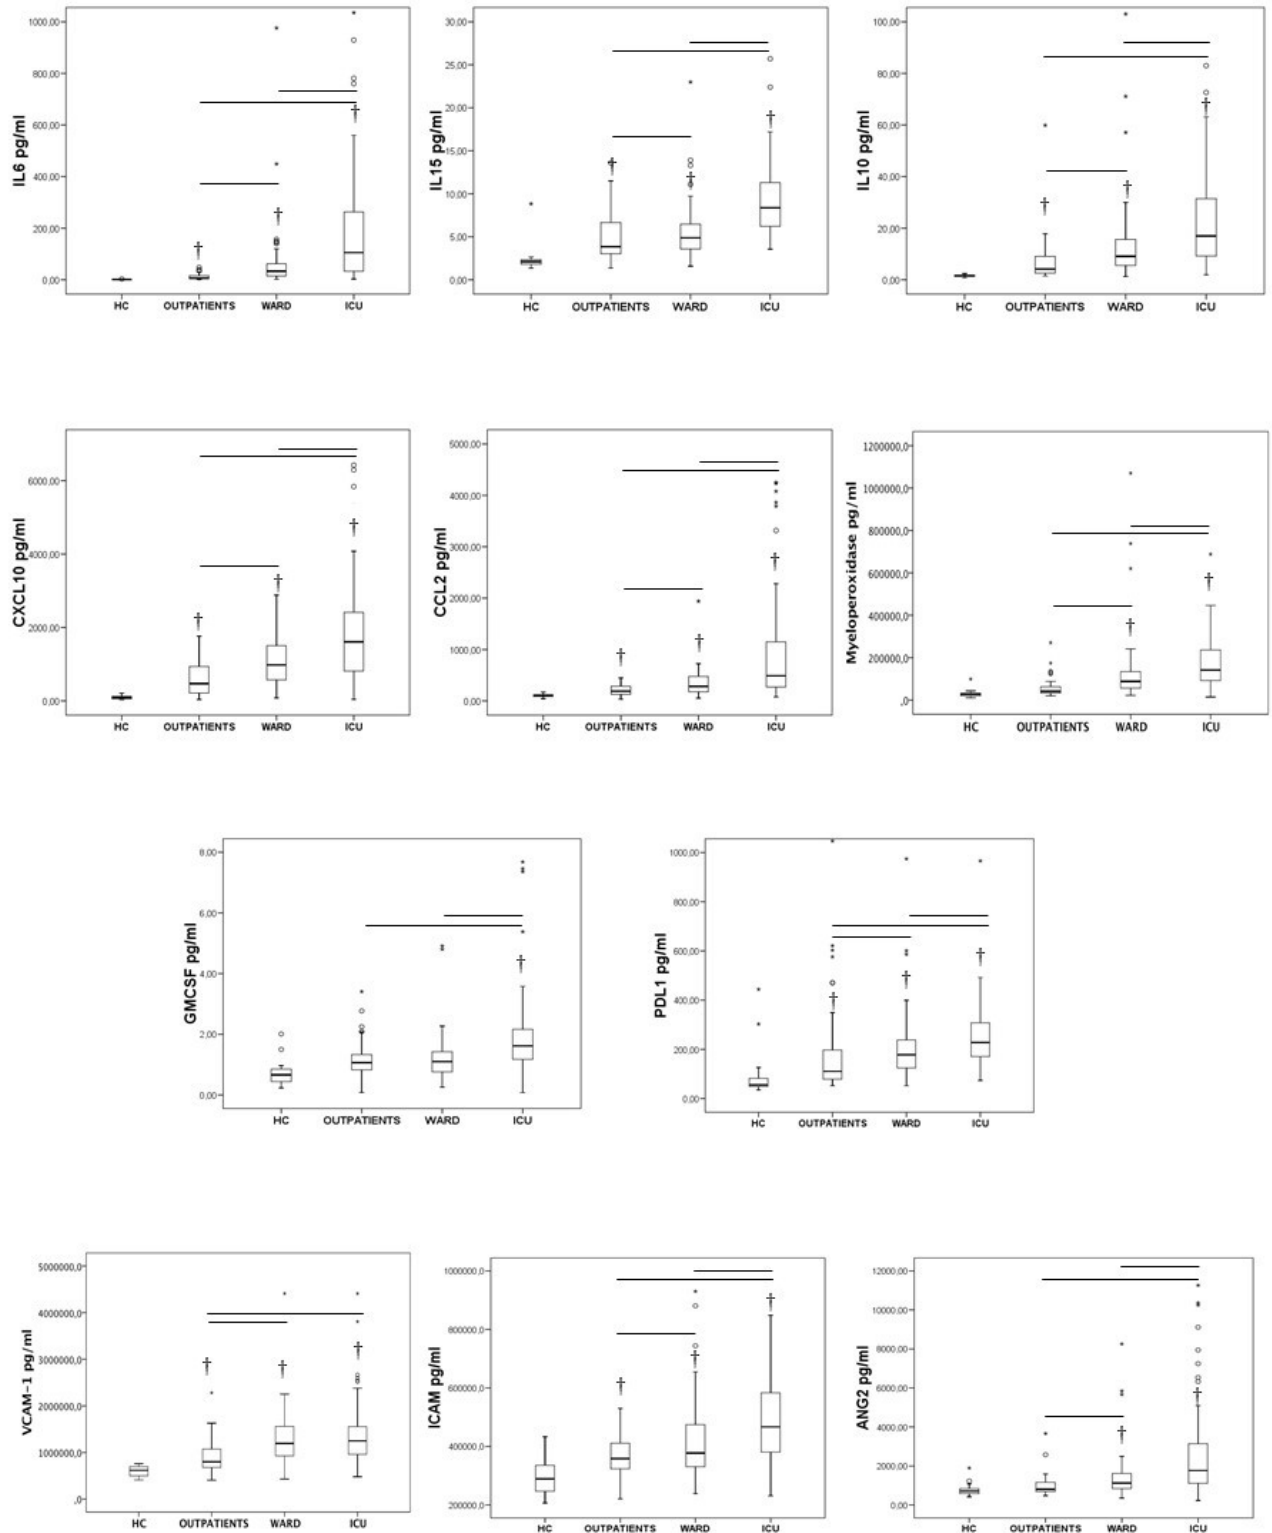 IL6 pg/ml
1000,00
800,00
600,00
400,00
200,00
0,00
HC OUTPATIENTS WARD ICU
IL15 pg/ml
30,00
25,00
20,00
15,00
10,00
5,00
0,00
HC OUTPATIENTS WARD ICU
IL10 pg/ml
100,00
80,00
60,00
40,00
20,00
0,00
HC OUTPATIENTS WARD ICU
CXCL10 pg/ml
6000,00
4000,00
2000,00
0,00
HC OUTPATIENTS WARD ICU
CCL2 pg/ml
5000,00
4000,00
3000,00
2000,00
1000,00
0,00
HC OUTPATIENTS WARD ICU
Myeloperoxidase pg/ml
1200000,0
1000000,0
800000,0
600000,0
400000,0
200000,0
,0
HC OUTPATIENTS WARD ICU
GMCSF pg/ml
8,00
6,00
4,00
2,00
0,00
HC OUTPATIENTS WARD ICU
PDL1 pg/ml
1000,00
800,00
600,00
400,00
200,00
0,00
HC OUTPATIENTS WARD ICU
VCAM-1 pg/ml
5000000,0
4000000,0
3000000,0
2000000,0
1000000,0
,0
HC OUTPATIENTS WARD ICU
ICAM pg/ml
1000000,0
800000,0
600000,0
400000,0
200000,0
HC OUTPATIENTS WARD ICU
ANG2 pg/ml
12000,00
10000,00
8000,00
6000,00
4000,00
2000,00
0,00
HC OUTPATIENTS WARD ICU